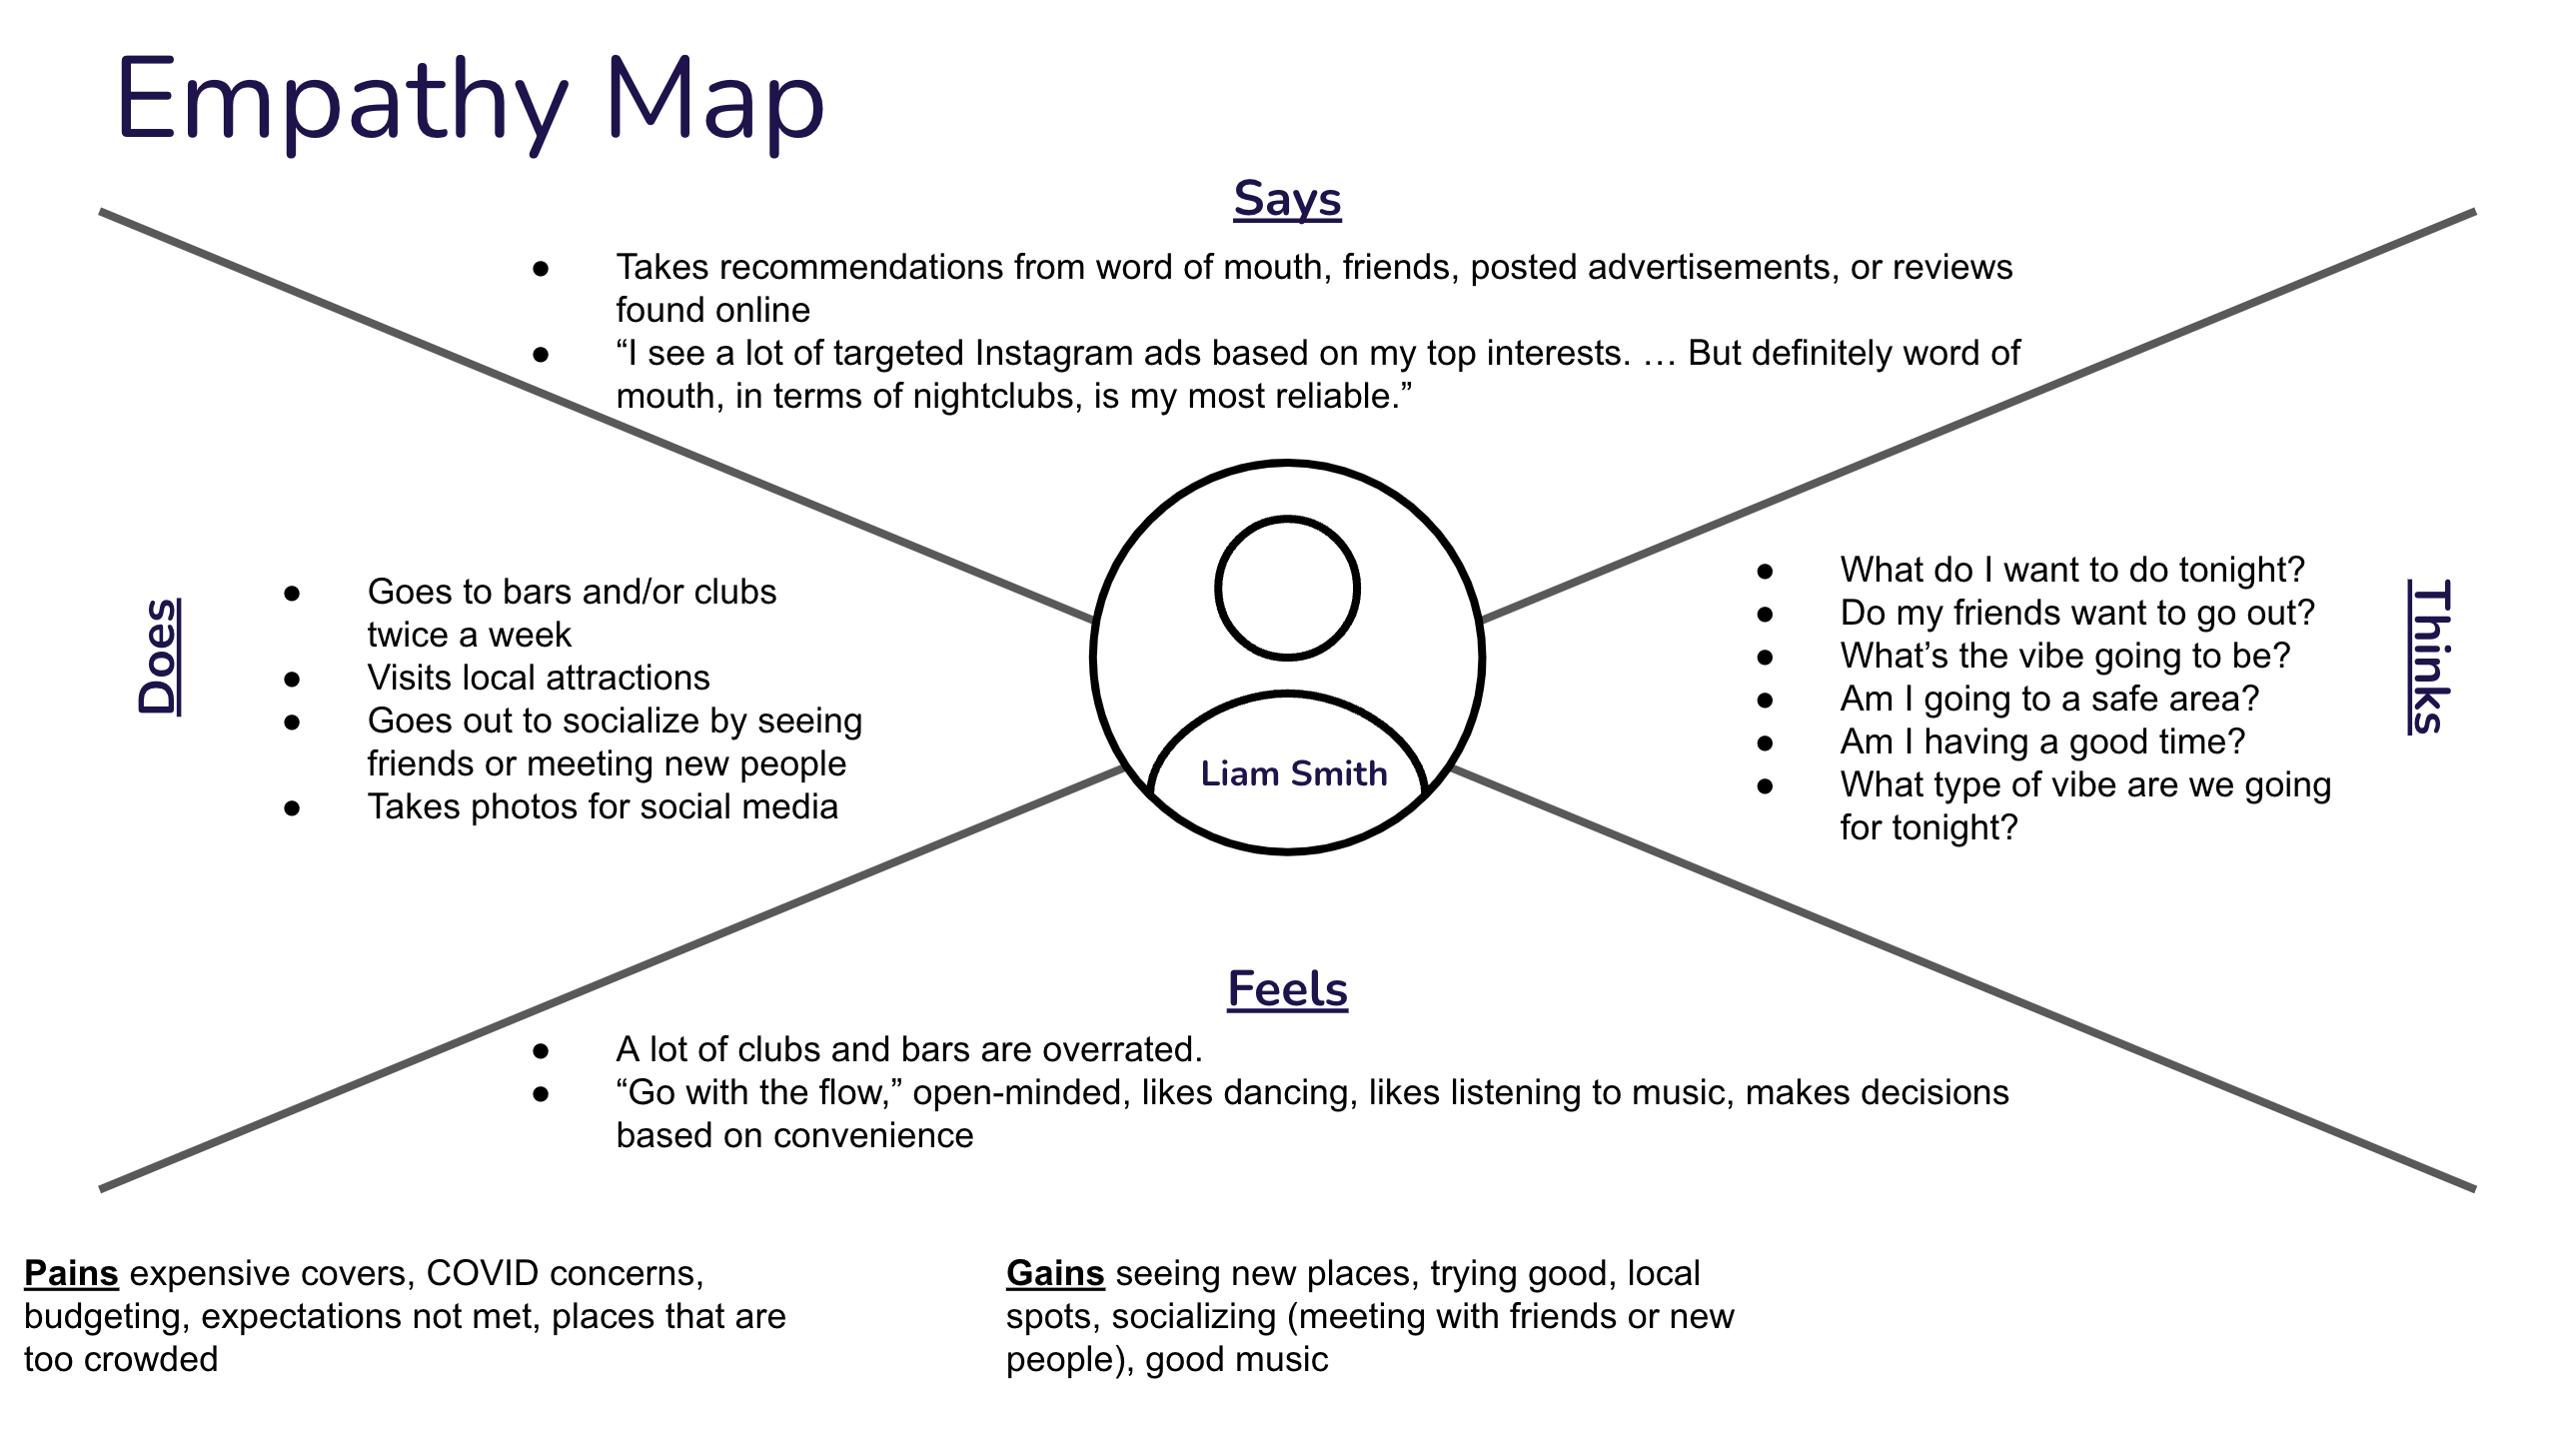 Empathy Map
Says
● Takes recommendations from word of mouth, friends, posted advertisements, or reviews
found online
● “I see a lot of targeted Instagram ads based on my top interests. … But definitely word of
mouth, in terms of nightclubs, is my most reliable.”
Does
● Goes to bars and/or clubs
twice a week
● Visits local attractions
● Goes out to socialize by seeing
friends or meeting new people
● Takes photos for social media
Liam Smith
● What do I want to do tonight?
● Do my friends want to go out?
● What’s the vibe going to be?
● Am I going to a safe area?
● Am I having a good time?
● What type of vibe are we going
for tonight?
Thinks
Feels
● A lot of clubs and bars are overrated.
● “Go with the flow,” open-minded, likes dancing, likes listening to music, makes decisions
based on convenience
Pains expensive covers, COVID concerns,
budgeting, expectations not met, places that are
too crowded
Gains seeing new places, trying good, local
spots, socializing (meeting with friends or new
people), good music